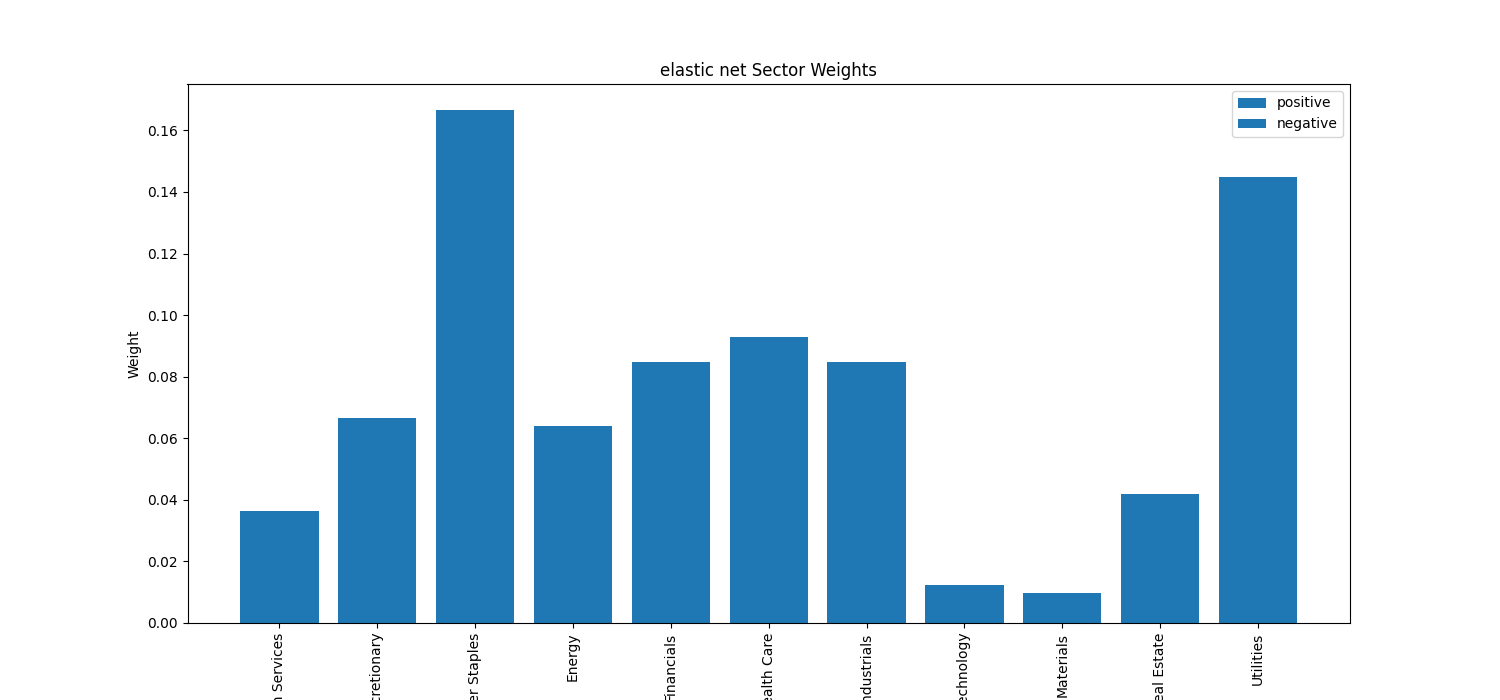 elastic net Sector Weights
positive
negative
0.16
0.14
0.12
0.10
0.08
0.06
0.04
0.02
0.00
Weight
Services
cretionary
er Staples
Energy
Financials
ealth Care
ndustrials
echnology
Materials
eal Estate
Utilities